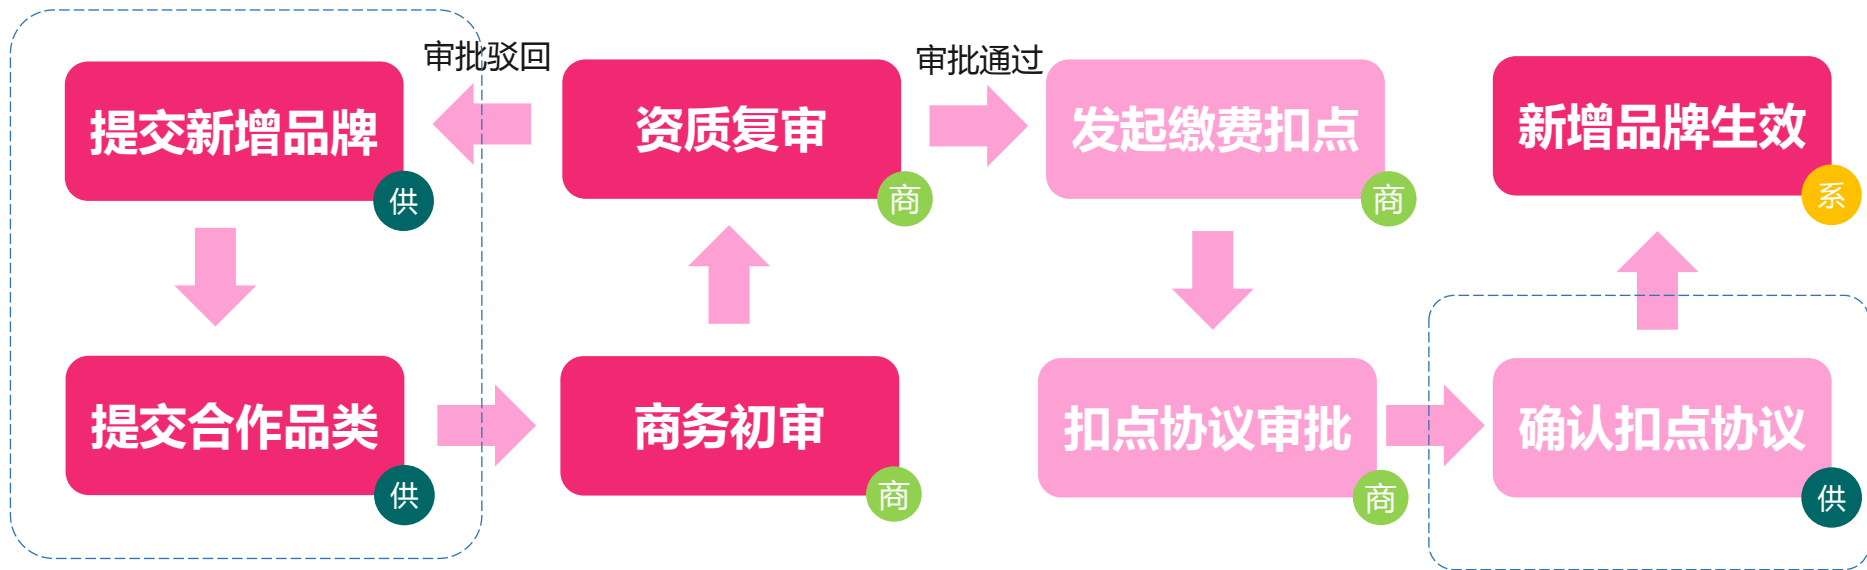 审批驳回
审批通过
提交新增品牌
供
资质复审
商
发起缴费扣点
商
新增品牌生效
系
提交合作品类
供
商务初审
商
扣点协议审批
商
确认扣点协议
供